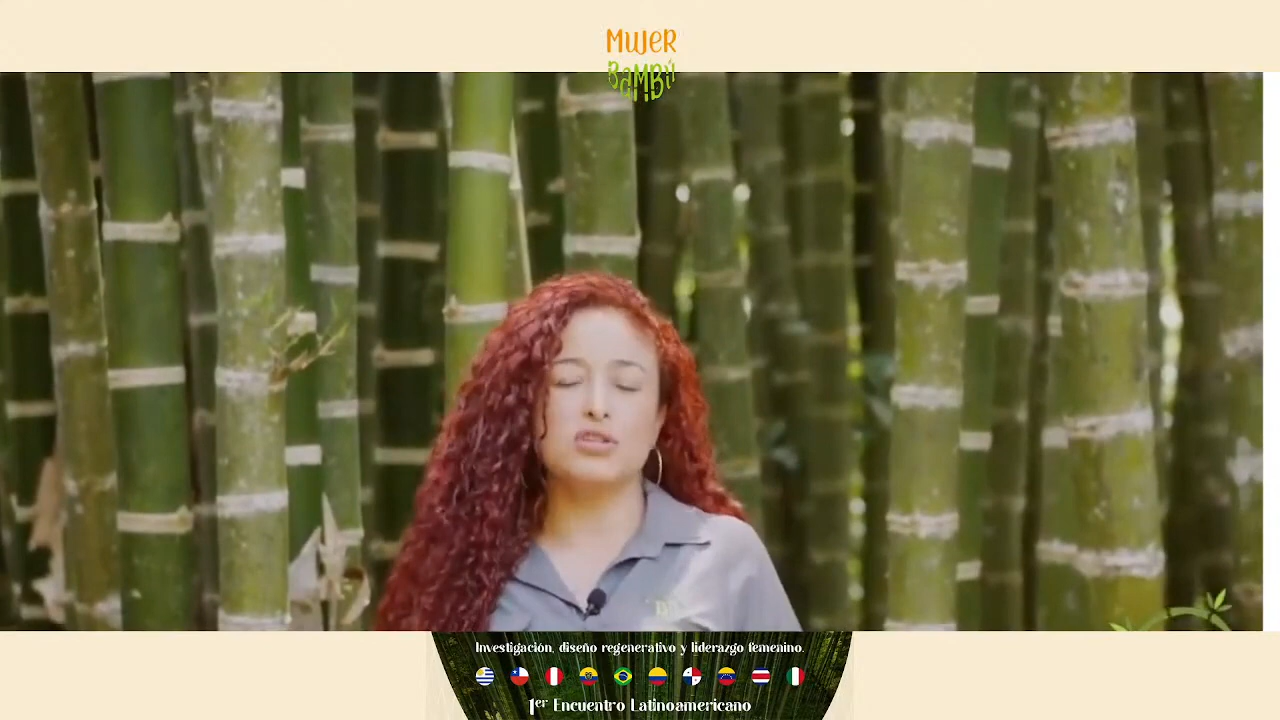 MUJER
BAMBÚ
Investigación, diseño regenerativo y liderazgo femenino.
1er Encuentro Latinoamericano